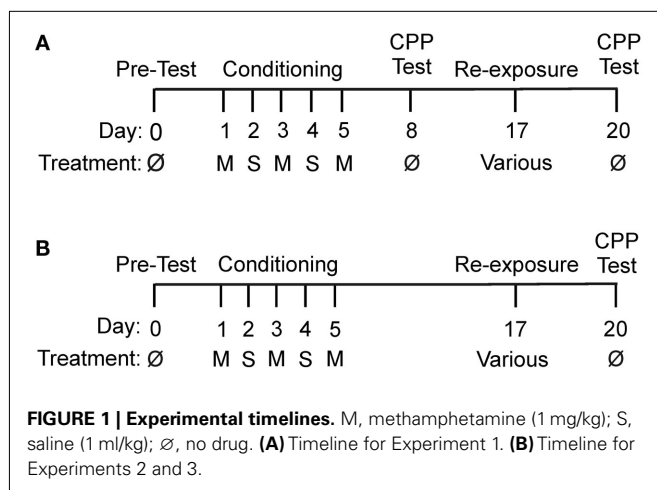 A
CPP CPP
Pre-Test Conditioning Test Re-exposure Test
Day: 0 1 2 3 4 5 8 17 20
Treatment: Ø M S M S M Ø Various Ø
B
CPP
Pre-Test Conditioning Re-exposure Test
Day: 0 1 2 3 4 5 17 20
Treatment: Ø M S M S M Various Ø
FIGURE 1 | Experimental timelines. M, methamphetamine (1 mg/kg); S,
saline (1 ml/kg); ∅, no drug. (A) Timeline for Experiment 1. (B) Timeline for
Experiments 2 and 3.